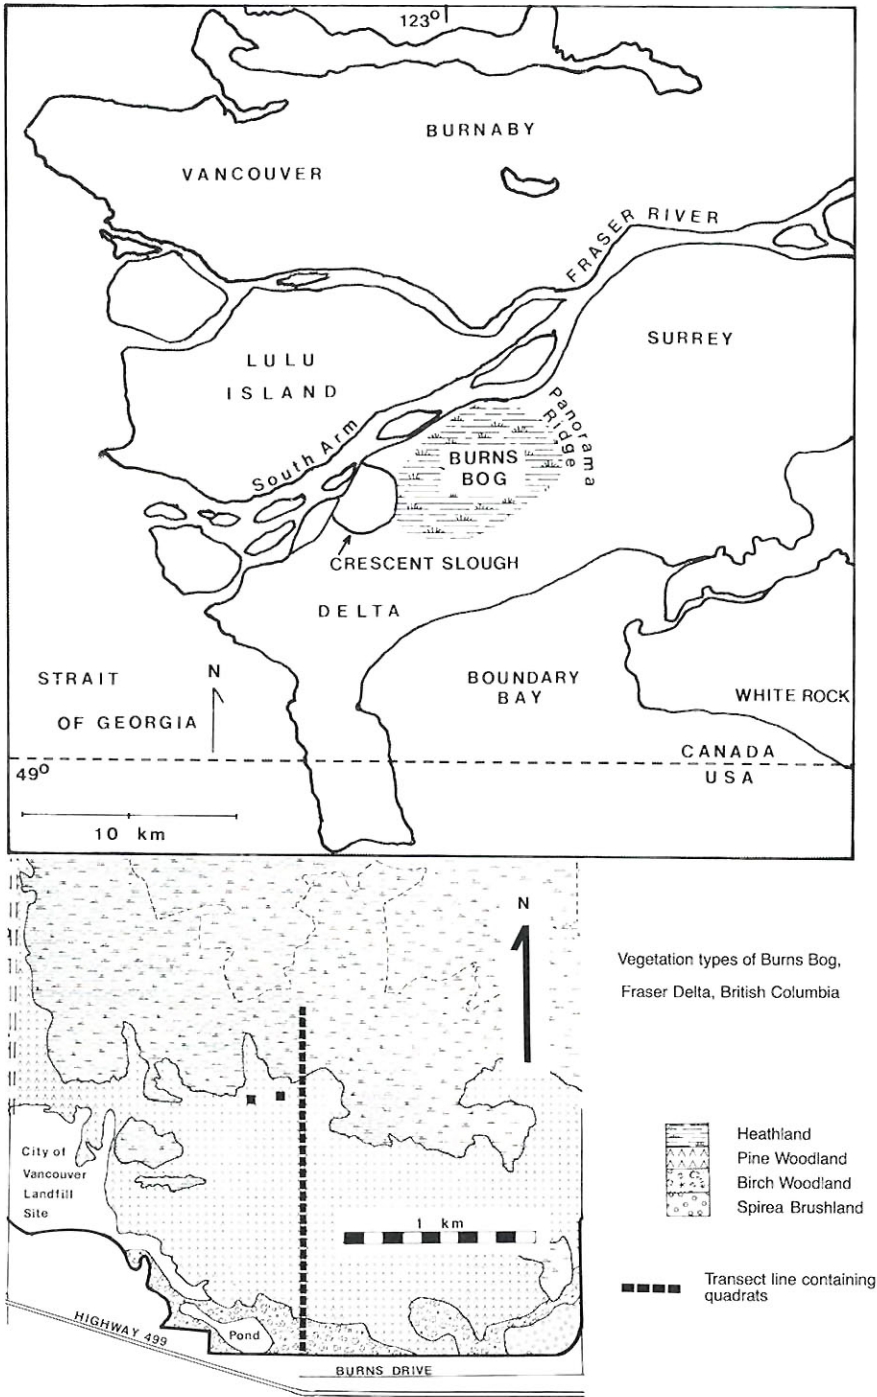 123°
BURNABY
VANCOUVER
FRASER RIVER
SURREY
LULU
ISLAND
South Arm
Panorama
Ridge
BURNS
BOG
CRESCENT SLOUGH
DELTA
STRAIT
OF GEORGIA
N
BOUNDARY
BAY
WHITE ROCK
CANADA
USA
49°
10 km
N
Vegetation types of Burns Bog,
Fraser Delta, British Columbia
City of
Vancouver
Landfill
Site
1 km
Heathland
Pine Woodland
Birch Woodland
Spirea Brushland
Transect line containing
quadrats
HIGHWAY 499
Pond
BURNS DRIVE